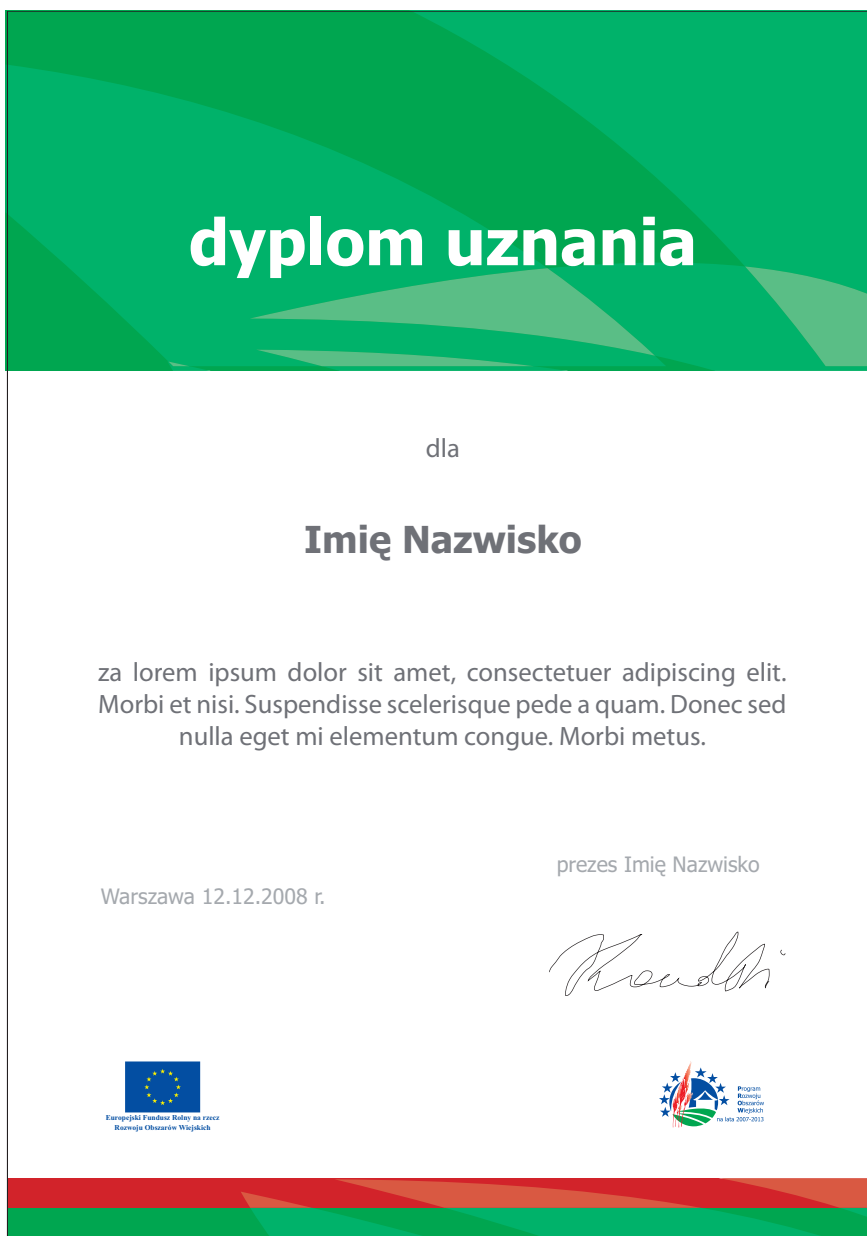 dyplom uznania
dla
Imię Nazwisko
za lorem ipsum dolor sit amet, consectetuer adipiscing elit.
Morbi et nisi. Suspendisse scelerisque pede a quam. Donec sed
nulla eget mi elementum congue. Morbi metus.
prezes Imię Nazwisko
Warszawa 12.12.2008 r.
Europejski Fundusz Rolny na rzecz
Rozwoju Obszarów Wiejskich
Program
Rozwoju
Obszarów
Wiejskich
na lata 2007-2013